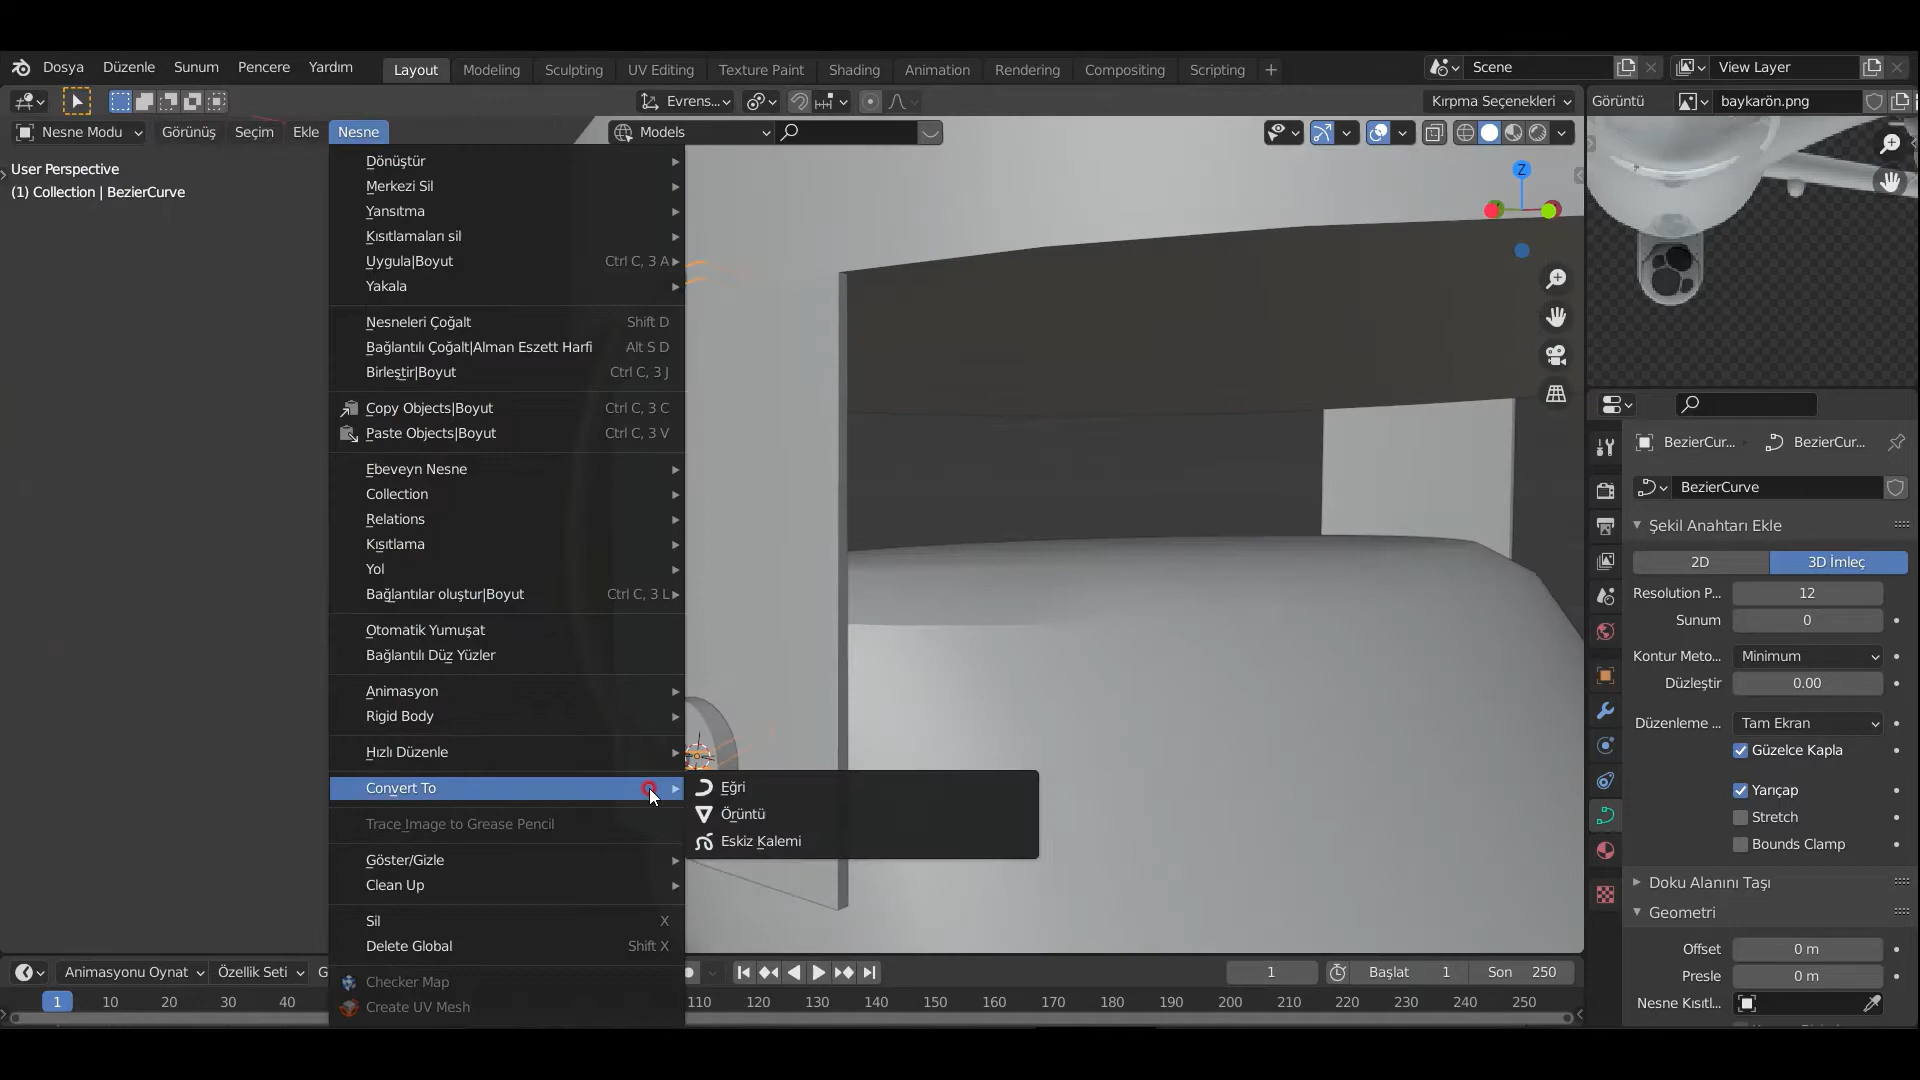 Dosya Düzenle Sunum Pencere Yardım Layout Modeling Sculpting UV Editing Texture Paint Shading Animation Rendering Compositing Scripting + Scene View Layer
Evrens... Kırpma Seçenekleri Görüntü baykarön.png
Nesne Modu Görünüş Seçim Ekle Nesne Models
User Perspective
(1) Collection | BezierCurve
Z
Dönüştür
Merkezi Sil
Yansıtma
Kısıtlamaları sil
Uygula|Boyut Ctrl C, 3 A
Yakala
Nesneleri Çoğalt Shift D
Bağlantılı Çoğalt|Alman Eszett Harfi Alt S D
Birleştir|Boyut Ctrl C, 3 J
Copy Objects|Boyut Ctrl C, 3 C
Paste Objects|Boyut Ctrl C, 3 V
Ebeveyn Nesne
Collection
Relations
Kısıtlama
Yol
Bağlantılar oluştur|Boyut Ctrl C, 3 L
Otomatik Yumuşat
Bağlantılı Düz Yüzler
Animasyon
Rigid Body
Hızlı Düzenle
Convert To
Eğri
Örüntü
Eskiz Kalemi
Trace Image to Grease Pencil
Göster/Gizle
Clean Up
Sil X
Delete Global Shift X
Checker Map
Create UV Mesh
BezierCur... BezierCur...
BezierCurve
Şekil Anahtarı Ekle
2D 3D İmleç
Resolution P... 12
Sunum 0
Kontur Meto... Minimum
Düzleştir 0.00
Düzenleme ... Tam Ekran
Güzelce Kapla
Yarıçap
Stretch
Bounds Clamp
Doku Alanını Taşı
Geometri
Offset 0 m
Presle 0 m
Nesne Kısıtl...
Animasyonu Oynat Özellik Seti G 1 Başlat 1 Son 250
1 10 20 30 40 110 120 130 140 150 160 170 180 190 200 210 220 230 240 250